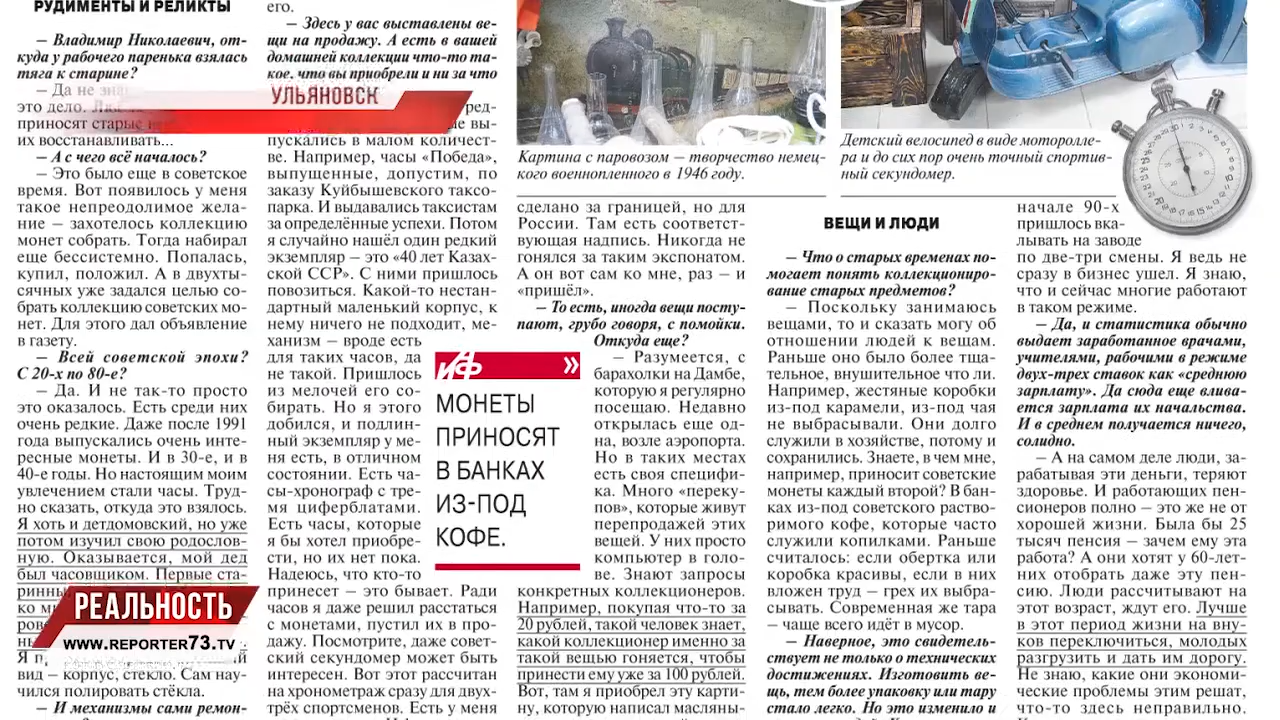 РУДИМЕНТЫ И РЕЛИКТЫ
— Владимир Николаевич, от-
куда у рабочего паренька взялась
тяга к старине?
— Да не
это дело.
приносят старые
их восстанавливать...
— А с чего всё началось?
— Это было еще в советское
время. Вот появилось у меня
такое непреодолимое жела-
ние — захотелось коллекцию
монет собрать. Тогда набирал
еще бессистемно. Попалась,
купил, положил. А в двухты-
сячных уже задался целью со-
брать коллекцию советских мо-
нет. Для этого дал объявление
в газету.
— Всей советской эпохи?
С 20-х по 80-е?
— Да. И не так-то просто
это оказалось. Есть среди них
очень редкие. Даже после 1991
года выпускались очень инте-
ресные монеты. И в 30-е, и в
40-е годы. Но настоящим моим
увлечением стали часы. Труд-
но сказать, откуда это взялось.
Я хоть и детдомовский, но уже
потом изучил свою родослов-
ную. Оказывается, мой дед
был часовщиком. Первые ста-
вид — корпус, стекло. Сам нау-
чился полировать стёкла.
— И механизмы сами ремон-
его.
— Здесь у вас выставлены ве-
щи на продажу. А есть в вашей
домашней коллекции что-то та-
кое, что вы приобрели и ни за что
вы-
пускались в малом количест-
ве. Например, часы «Победа»,
выпущенные, допустим, по
заказу Куйбышевского таксо-
парка. И выдавались таксистам
за определённые успехи. Потом
я случайно нашёл один редкий
экземпляр — это «40 лет Казах-
ской ССР». С ними пришлось
повозиться. Какой-то нестан-
дартный маленький корпус, к
нему ничего не подходит, ме-
ханизм — вроде есть
для таких часов, да
не такой. Пришлось
из мелочей его со-
бирать. Но я этого
добился, и подлин-
ный экземпляр у ме-
ня есть, в отличном
состоянии. Есть ча-
сы-хронограф с тре-
мя циферблатами.
Есть часы, которые
я бы хотел приобре-
сти, но их нет пока.
Надеюсь, что кто-то
принесет — это бывает. Ради
часов я даже решил расстаться
с монетами, пустил их в про-
дажу. Посмотрите, даже совет-
ский секундомер может быть
интересен. Вот этот рассчитан
на хронометраж сразу для двух-
трёх спортсменов. Есть у меня
Картина с паровозом — творчество немец-
кого военнопленного в 1946 году.
сделано за границей, но для
России. Там есть соответст-
вующая надпись. Никогда не
гонялся за таким экспонатом.
А он вот сам ко мне, раз — и
«пришёл».
— То есть, иногда вещи посту-
пают, грубо говоря, с помойки.
Откуда еще?
— Разумеется, с
барахолки на Дамбе,
которую я регулярно
посещаю. Недавно
открылась еще од-
на, возле аэропорта.
Но в таких местах
есть своя специфи-
ка. Много «переку-
пов», которые живут
перепродажей этих
вещей. У них просто
компьютер в голо-
ве. Знают запросы
конкретных коллекционеров.
Например, покупая что-то за
20 рублей, такой человек знает,
какой коллекционер именно за
такой вещью гоняется, чтобы
принести ему уже за 100 рублей.
Вот, там я приобрел эту карти-
ну, которую написал масляны-
АиФ »
МОНЕТЫ
ПРИНОСЯТ
В БАНКАХ
ИЗ-ПОД
КОФЕ.
Детский велосипед в виде мотороллe-
ра и до сих пор очень точный спортив-
ный секундомер.
ВЕЩИ И ЛЮДИ
— Что о старых временах по-
могает понять коллекциониро-
вание старых предметов?
— Поскольку занимаюсь
вещами, то и сказать могу об
отношении людей к вещам.
Раньше оно было более тща-
тельное, внушительное что ли.
Например, жестяные коробки
из-под карамели, из-под чая
не выбрасывали. Они долго
служили в хозяйстве, потому и
сохранились. Знаете, в чем мне,
например, приносит советские
монеты каждый второй? В бан-
ках из-под советского раство-
римого кофе, которые часто
служили копилками. Раньше
считалось: если обертка или
коробка красивы, если в них
вложен труд — грех их выбра-
сывать. Современная же тара
— чаще всего идёт в мусор.
— Наверное, это свидетель-
ствует не только о технических
достижениях. Изготовить ве-
щь, тем более упаковку или тару
стало легко. Но это изменило и
начале 90-х
пришлось вка-
лывать на заводе
по две-три смены. Я ведь не
сразу в бизнес ушел. Я знаю,
что и сейчас многие работают
в таком режиме.
— Да, и статистика обычно
выдает заработанное врачами,
учителями, рабочими в режиме
двух-трех ставок как «среднюю
зарплату». Да сюда еще влива-
ется зарплата их начальства.
И в среднем получается ничего,
солидно.
— А на самом деле люди, за-
рабатывая эти деньги, теряют
здоровье. И работающих пен-
сионеров полно — это же не от
хорошей жизни. Была бы 25
тысяч пенсия — зачем ему эта
работа? А они хотят у 60-лет-
них отобрать даже эту пен-
сию. Люди рассчитывают на
этот возраст, ждут его. Лучше
в этот период жизни на вну-
ков переключиться, молодых
разгрузить и дать им дорогу.
Не знаю, какие они экономи-
ческие проблемы этим решат,
что-то здесь неправильно.
УЛЬЯНОВСК
РЕАЛЬНОСТЬ
WWW.REPORTER73.TV